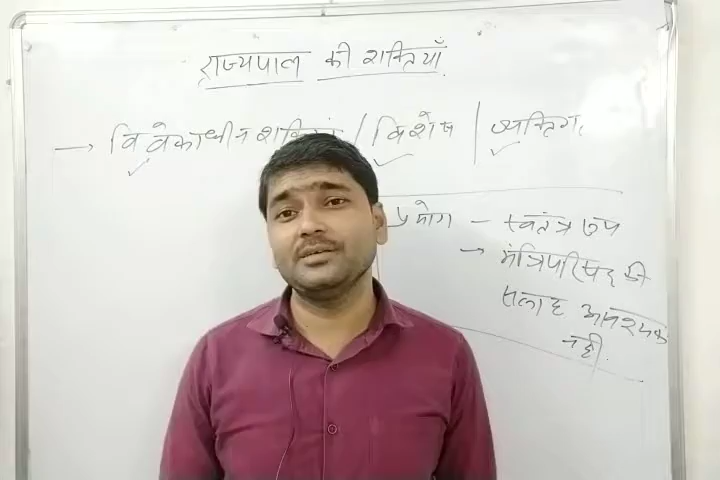 राज्यपाल की शक्तियाँ
→ विवेकाधीन शक्तियां / विशेष | व्यक्तिगत
प्रयोग - स्वतंत्र रूप
→ मंत्रिपरिषद की
सलाह आवश्यक
नहीं.